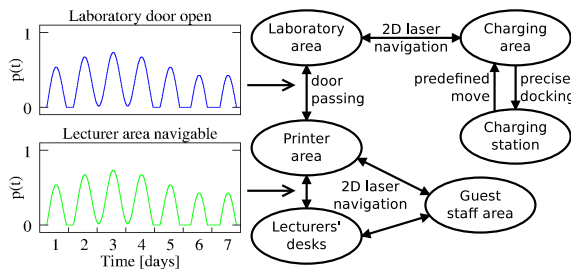 Laboratory door open
1
p(t)
0
Lecturer area navigable
1
p(t)
0
1 2 3 4 5 6 7
Time [days]
Laboratory
area
2D laser
navigation
Charging
area
door
passing
predefined
move
precise
docking
Printer
area
Charging
station
2D laser
navigation
Guest
staff area
Lecturers'
desks